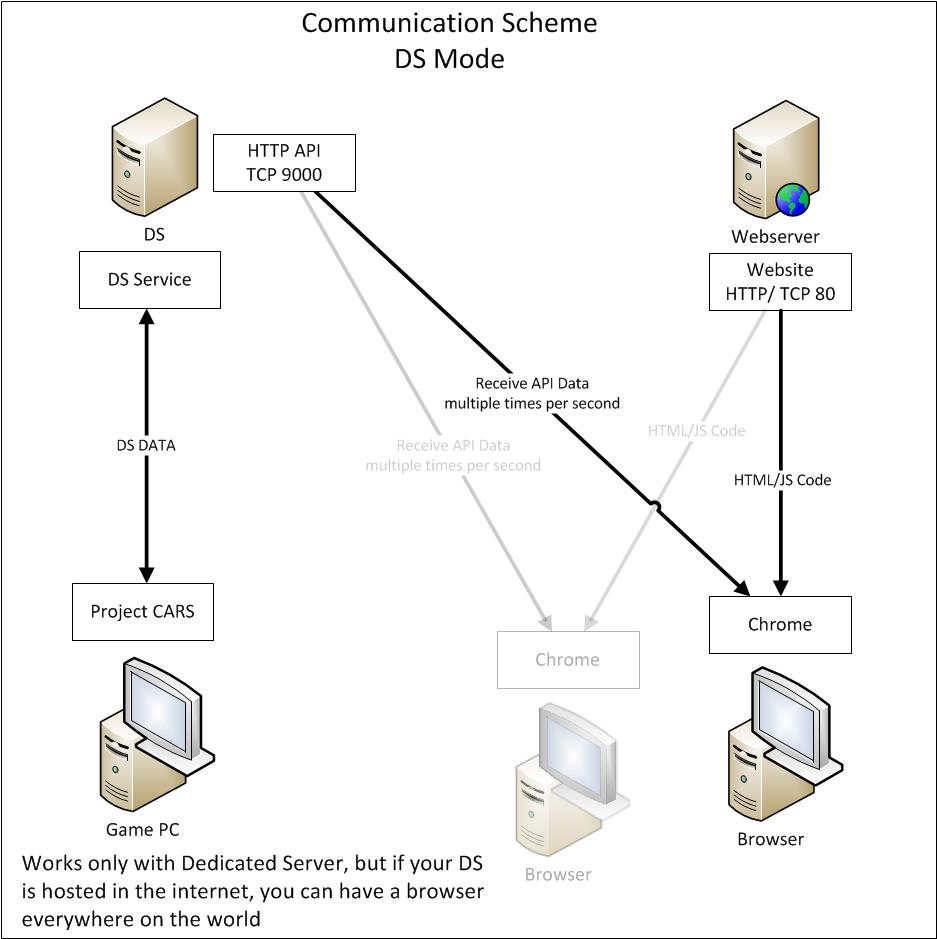 Communication Scheme
DS Mode
HTTP API
TCP 9000
DS
Webserver
DS Service
Website
HTTP/ TCP 80
Receive API Data
multiple times per second
HTML/JS Code
DS DATA
Receive API Data
multiple times per second
HTML/JS Code
Project CARS
Chrome
Chrome
Game PC
Browser
Browser
Works only with Dedicated Server, but if your DS
is hosted in the internet, you can have a browser
everywhere on the world